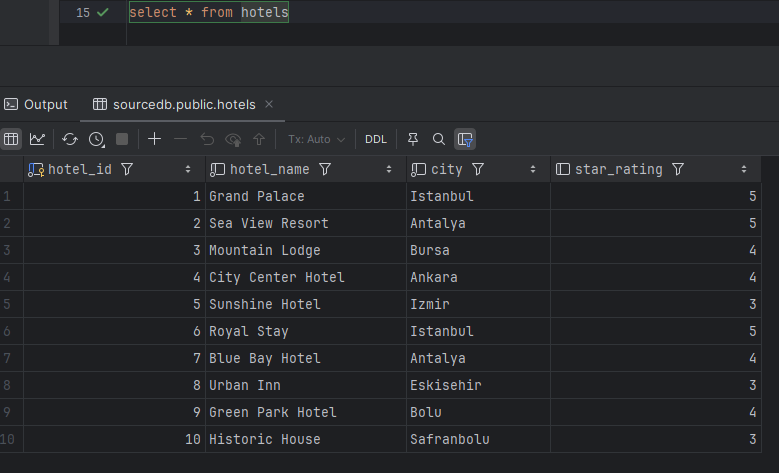 15 select * from hotels
Output sourcedb.public.hotels
Tx: Auto DDL
hotel_id hotel_name city star_rating
1 1 Grand Palace Istanbul 5
2 2 Sea View Resort Antalya 5
3 3 Mountain Lodge Bursa 4
4 4 City Center Hotel Ankara 4
5 5 Sunshine Hotel Izmir 3
6 6 Royal Stay Istanbul 5
7 7 Blue Bay Hotel Antalya 4
8 8 Urban Inn Eskisehir 3
9 9 Green Park Hotel Bolu 4
10 10 Historic House Safranbolu 3